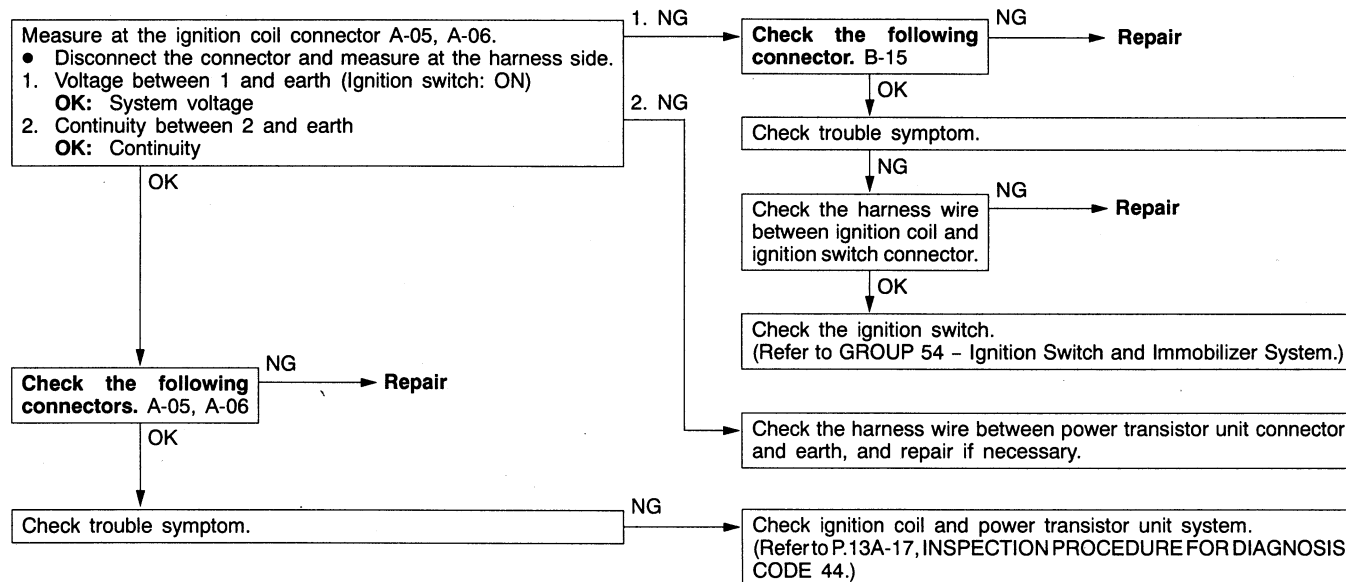 Measure at the ignition coil connector A-05, A-06.
● Disconnect the connector and measure at the harness side.
1. Voltage between 1 and earth (Ignition switch: ON)
OK: System voltage
2. Continuity between 2 and earth
OK: Continuity
1. NG
Check the following
connector. B-15
NG
Repair
OK
2. NG
Check trouble symptom.
NG
Check the harness wire
between ignition coil and
ignition switch connector.
NG
Repair
OK
Check the ignition switch.
(Refer to GROUP 54 – Ignition Switch and Immobilizer System.)
OK
Check the following
connectors. A-05, A-06
NG
Repair
OK
Check the harness wire between power transistor unit connector
and earth, and repair if necessary.
Check trouble symptom.
NG
Check ignition coil and power transistor unit system.
(Refer to P.13A-17, INSPECTION PROCEDURE FOR DIAGNOSIS
CODE 44.)